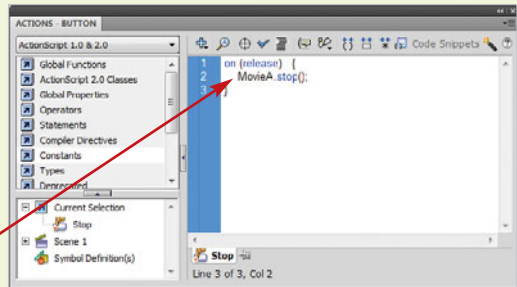 ACTIONS - BUTTON
ActionScript 1.0 & 2.0
Global Functions
ActionScript 2.0 Classes
Global Properties
Operators
Statements
Compiler Directives
Constants
Types
Deprecated
Current Selection
Stop
Scene 1
Symbol Definition(s)
Code Snippets
1 on (release) {
2 MovieA.stop();
3 }
Stop
Line 3 of 3, Col 2